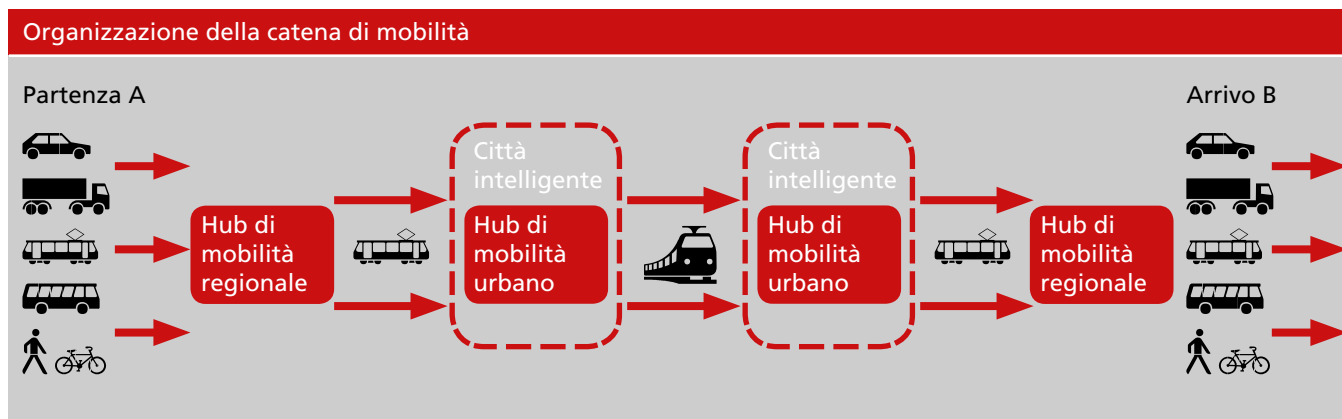 Organizzazione della catena di mobilità
Partenza A
Arrivo B
Hub di
mobilità
regionale
Città
intelligente
Hub di
mobilità
urbano
Città
intelligente
Hub di
mobilità
urbano
Hub di
mobilità
regionale